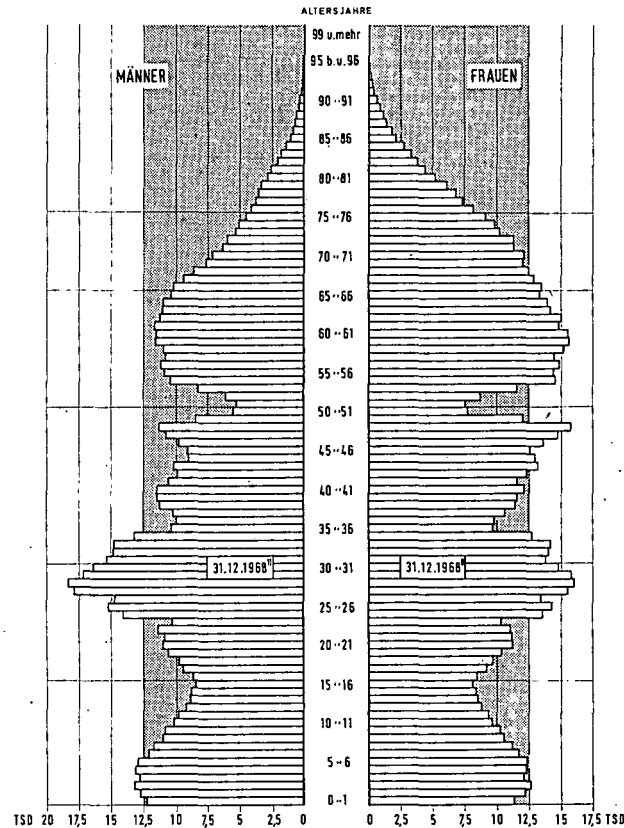 ALTERSJAHRE
99 u.mehr
95 b.u.96
MÄNNER
FRAUEN
90 " 91
85 " 86
80 " 81
75 " 76
70 " 71
65 " 66
60 " 61
55 " 56
50 " 51
45 " 46
40 " 41
35 " 36
31.12.1968 30 " 31 31.12.1968
25 " 26
20 " 21
15 " 16
10 " 11
5 " 6
0 " 1
TSD 20 17,5 15 12,5 10 7,5 5 2,5 0 0 2,5 5 7,5 10 12,5 15 17,5 TSD